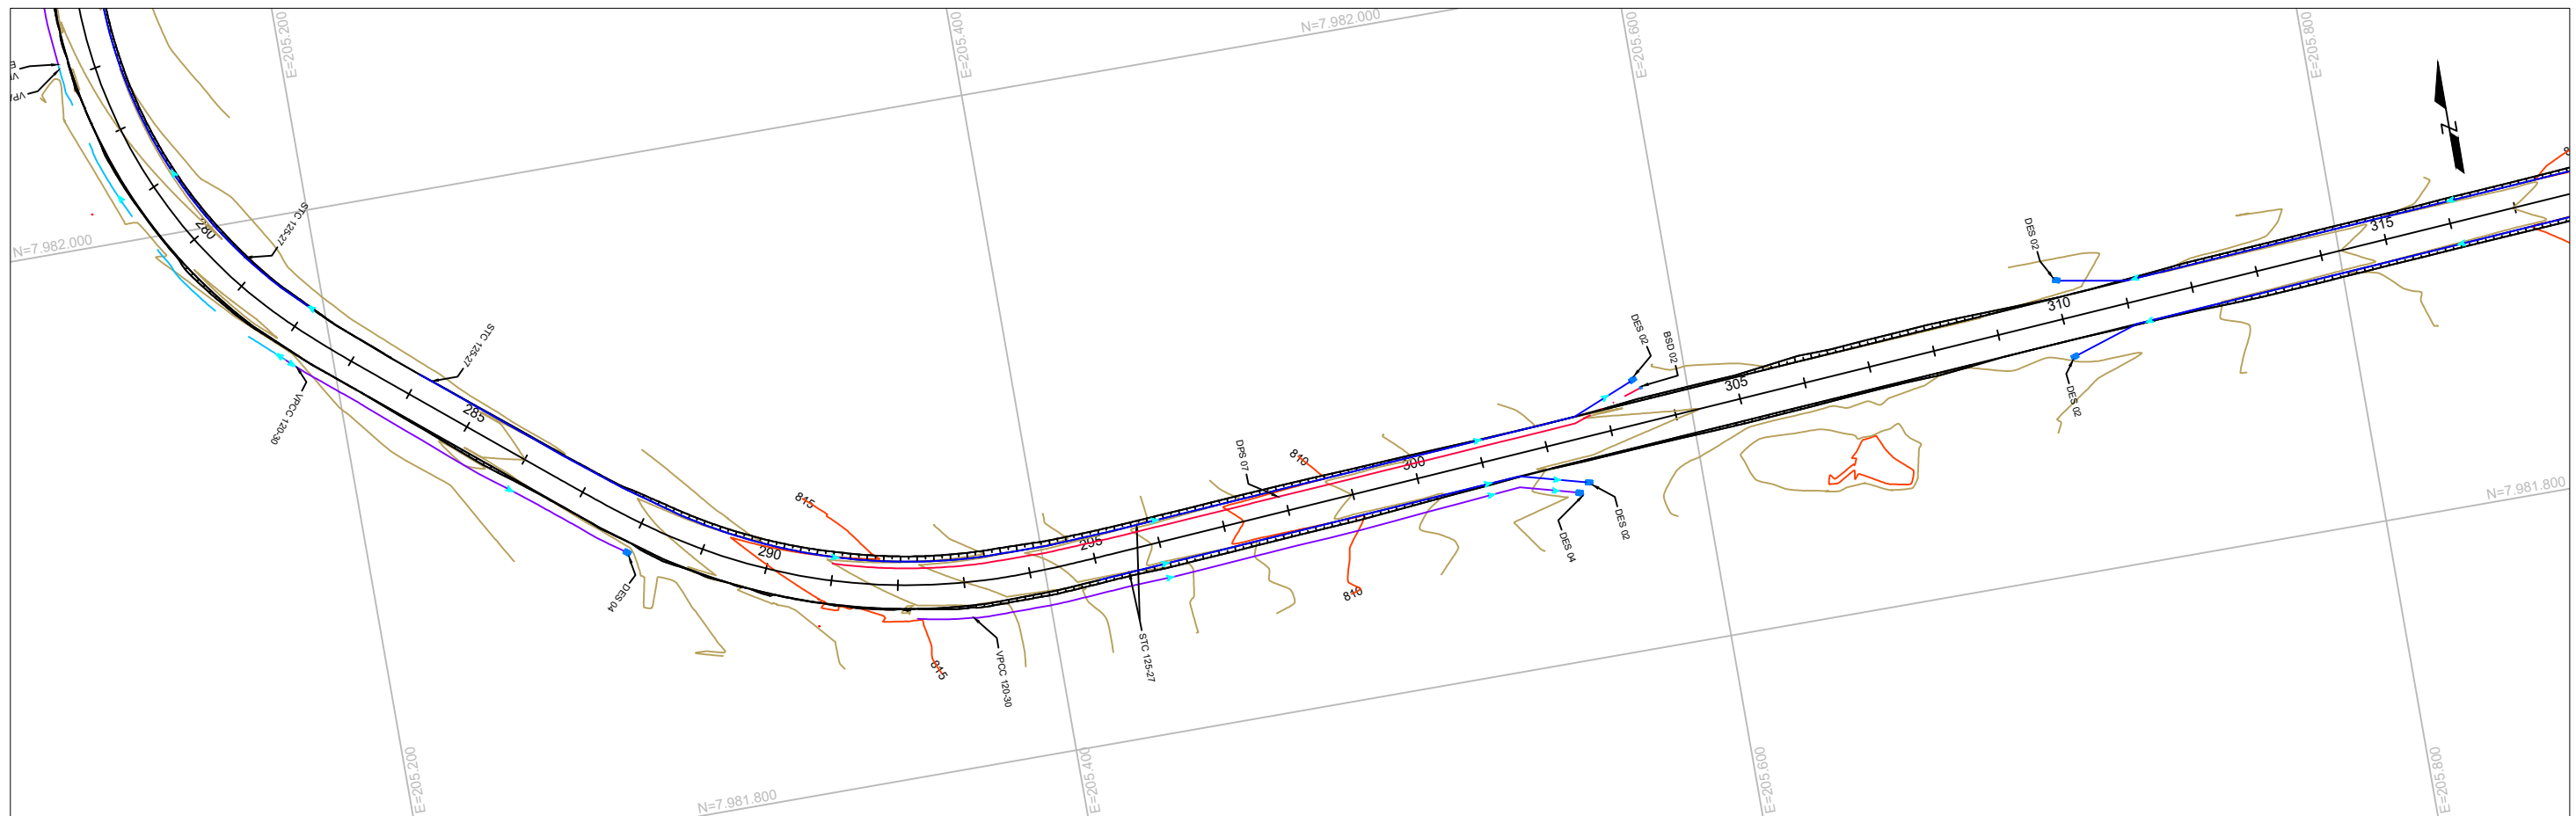 E=205.200
E=205.400
N=7.982.000
E=205.600
E=205.800
VPA
N=7.982.000
280
STC 125-27
STC 125-27
285
VPCC 120-30
DES 04
815
290
815
VPCC 120-30
295
STC 125-27
DPS 07
810
810
300
DES 04
DES 02
DES 02
BSD 02
305
DES 02
310
DES 02
315
8
N=7.981.800
N=7.981.800
E=205.200
E=205.400
E=205.600
E=205.800
N